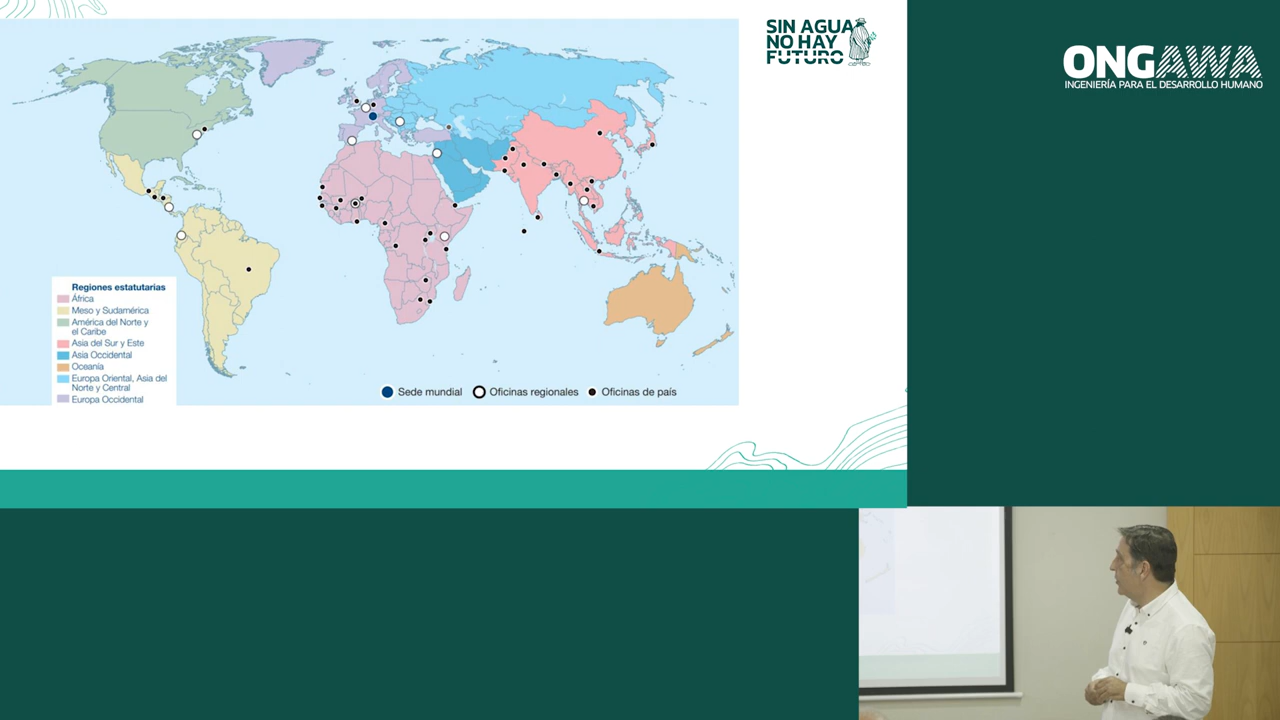 SIN AGUA
NO HAY
FUTURO
ONGAWA
INGENIERÍA PARA EL DESARROLLO HUMANO
Regiones estatutarias
África
Meso y Sudamérica
América del Norte y
el Caribe
Asia del Sur y Este
Asia Occidental
Oceanía
Europa Oriental, Asia del
Norte y Central
Europa Occidental
Sede mundial
Oficinas regionales
Oficinas de país